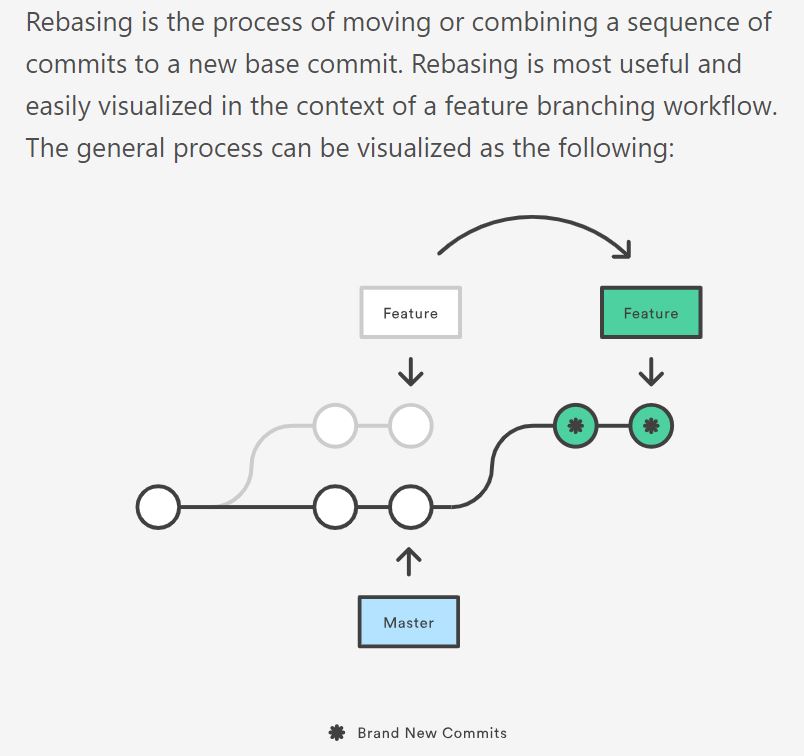 Rebasing is the process of moving or combining a sequence of
commits to a new base commit. Rebasing is most useful and
easily visualized in the context of a feature branching workflow.
The general process can be visualized as the following:
Feature
Feature
Master
Brand New Commits